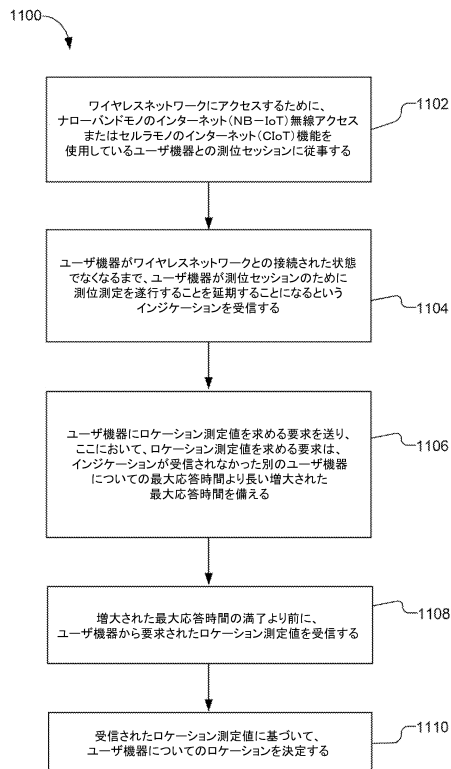 1100
ワイヤレスネットワークにアクセスするために、
ナローバンドモノのインターネット(NB-IoT)無線アクセス
またはセルラモノのインターネット(CIoT)機能を
使用しているユーザ機器との測位セッションに従事する
1102
ユーザ機器がワイヤレスネットワークとの接続された状態
でなくなるまで、ユーザ機器が測位セッションのために
測位測定を遂行することを延期することになるという
インジケーションを受信する
1104
ユーザ機器にロケーション測定値を求める要求を送り、
ここにおいて、ロケーション測定値を求める要求は、
インジケーションが受信されなかった別のユーザ機器
についての最大応答時間より長い増大された
最大応答時間を備える
1106
増大された最大応答時間の満了より前に、
ユーザ機器から要求されたロケーション測定値を受信する
1108
受信されたロケーション測定値に基づいて、
ユーザ機器についてのロケーションを決定する
1110